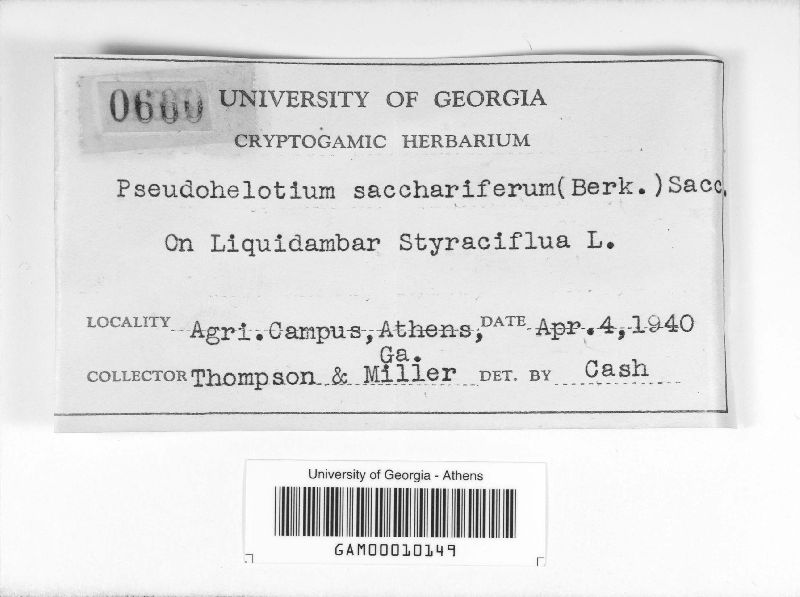 0660 UNIVERSITY OF GEORGIA
CRYPTOGAMIC HERBARIUM
Pseudohelotium sacchariferum(Berk.)Sacc.
On Liquidambar Styraciflua L.
LOCALITY Agri.Campus,Athens, DATE Apr.4,1940
Ga.
COLLECTOR Thompson & Miller DET. BY Cash
University of Georgia - Athens
GAM00010149